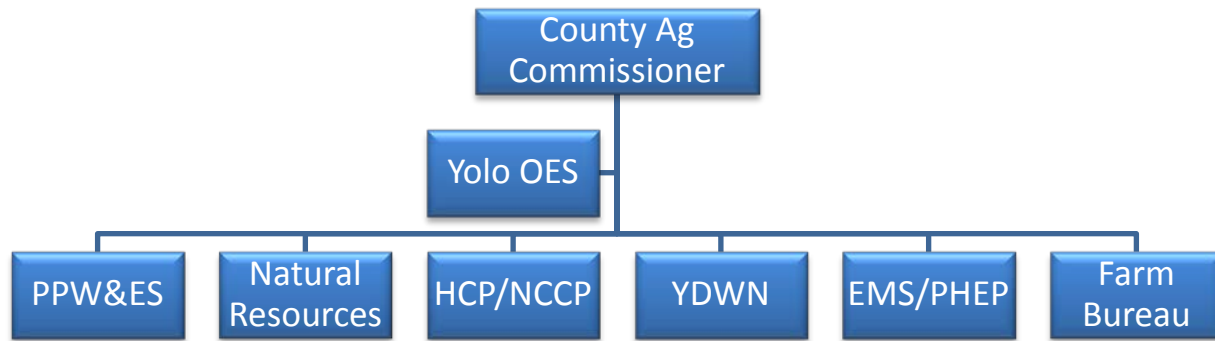 County Ag
Commissioner
Yolo OES
PPW&ES
Natural
Resources
HCP/NCCP
YDWN
EMS/PHEP
Farm
Bureau